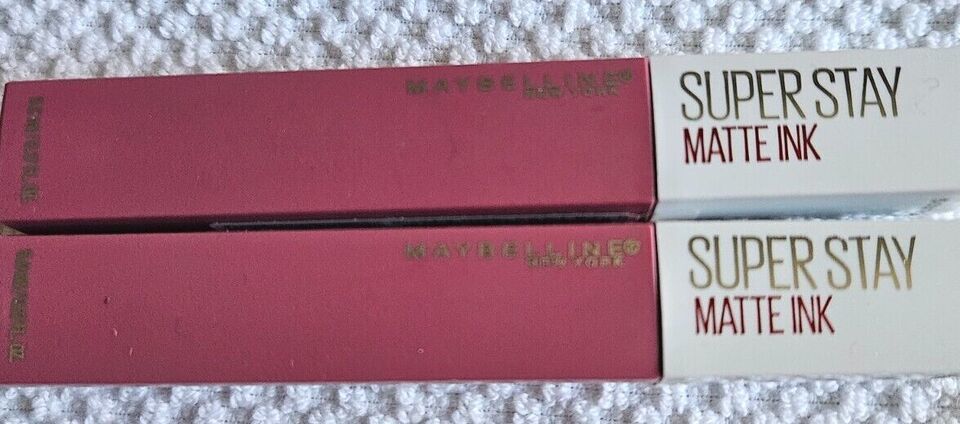 MAYBELLINE
NEW YORK
SUPER STAY
MATTE INK
MAYBELLINE
NEW YORK
SUPER STAY
MATTE INK